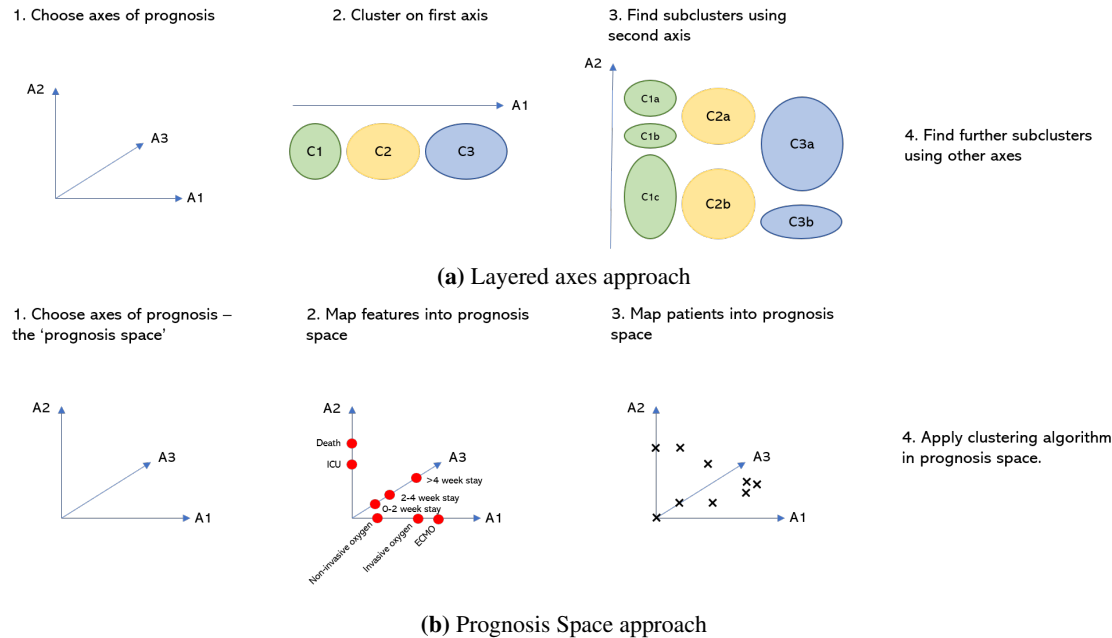 1. Choose axes of prognosis
2. Cluster on first axis
3. Find subclusters using
second axis
A2
A3
A1
A1
C1
C2
C3
A2
C1a
C1b
C1c
C2a
C2b
C3a
C3b
4. Find further subclusters
using other axes
(a) Layered axes approach
1. Choose axes of prognosis –
the ‘prognosis space’
2. Map features into prognosis
space
3. Map patients into prognosis
space
A2
A3
A1
A2
Death
ICU
A3
>4 week stay
2-4 week stay
0-2 week stay
A1
Non-invasive oxygen
Invasive oxygen
ECMO
A2
A3
A1
4. Apply clustering algorithm
in prognosis space.
(b) Prognosis Space approach